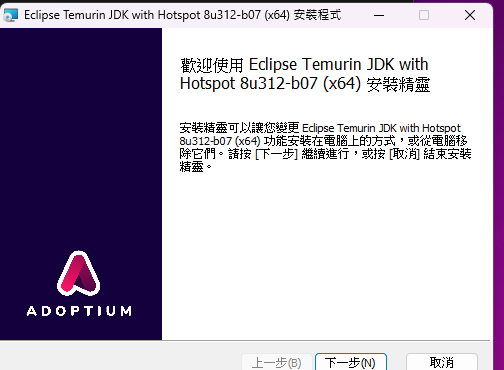 Eclipse Temurin JDK with Hotspot 8u312-b07 (x64) 安裝程式
歡迎使用 Eclipse Temurin JDK with
Hotspot 8u312-b07 (x64) 安裝精靈
安裝精靈可以讓您變更 Eclipse Temurin JDK with Hotspot
8u312-b07 (x64) 功能安裝在電腦上的方式，或從電腦移
除它們。請按 [下一步] 繼續進行，或按 [取消] 結束安裝
精靈。
ADOPTIUM
上一步(B)
下一步(N)
取消